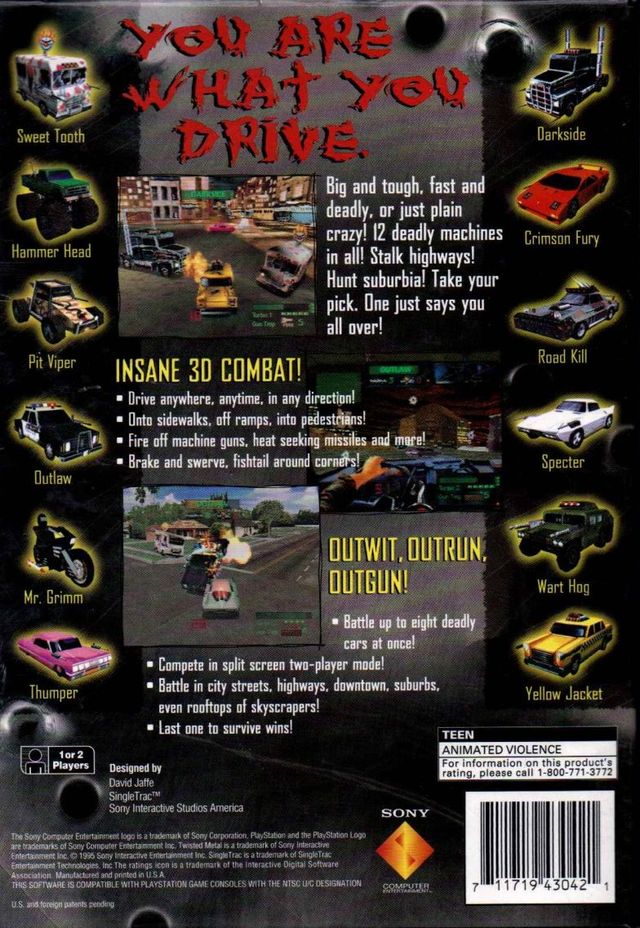 YOU ARE
WHAT YOU
DRIVE.
Sweet Tooth
Hammer Head
Pit Viper
Outlaw
Mr. Grimm
Thumper
Darkside
Crimson Fury
Road Kill
Specter
Wart Hog
Yellow Jacket
Big and tough, fast and
deadly, or just plain
crazy! 12 deadly machines
in all! Stalk highways!
Hunt suburbia! Take your
pick. One just says you
all over!
DARKSIDE
Turbo: 1
INSANE 3D COMBAT!
▪ Drive anywhere, anytime, in any direction!
▪ Onto sidewalks, off ramps, into pedestrians!
▪ Fire off machine guns, heat seeking missiles and more!
▪ Brake and swerve, fishtail around corners!
OUTLAW
OUTWIT, OUTRUN,
OUTGUN!
▪ Battle up to eight deadly
cars at once!
▪ Compete in split screen two-player mode!
▪ Battle in city streets, highways, downtown, suburbs,
even rooftops of skyscrapers!
▪ Last one to survive wins!
1 or 2
Players
Designed by
David Jaffe
SingleTrac™
Sony Interactive Studios America
TEEN
ANIMATED VIOLENCE
For information on this product's
rating, please call 1-800-771-3772
SONY
COMPUTER
ENTERTAINMENT
7 11719 43042 1
The Sony Computer Entertainment logo is a trademark of Sony Corporation. PlayStation and the PlayStation Logo
are trademarks of Sony Computer Entertainment Inc. Twisted Metal is a trademark of Sony Interactive
Entertainment Inc. © 1995 Sony Interactive Entertainment Inc. SingleTrac is a trademark of SingleTrac
Entertainment Technologies, Inc. The ratings icon is a trademark of the Interactive Digital Software
Association. Manufactured and printed in U.S.A.
THIS SOFTWARE IS COMPATIBLE WITH PLAYSTATION GAME CONSOLES WITH THE NTSC U/C DESIGNATION
U.S. and foreign patents pending